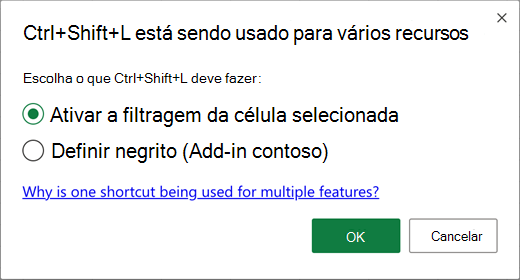 Ctrl+Shift+L está sendo usado para vários recursos
Escolha o que Ctrl+Shift+L deve fazer:
Ativar a filtragem da célula selecionada
Definir negrito (Add-in contoso)
Why is one shortcut being used for multiple features?
OK
Cancelar